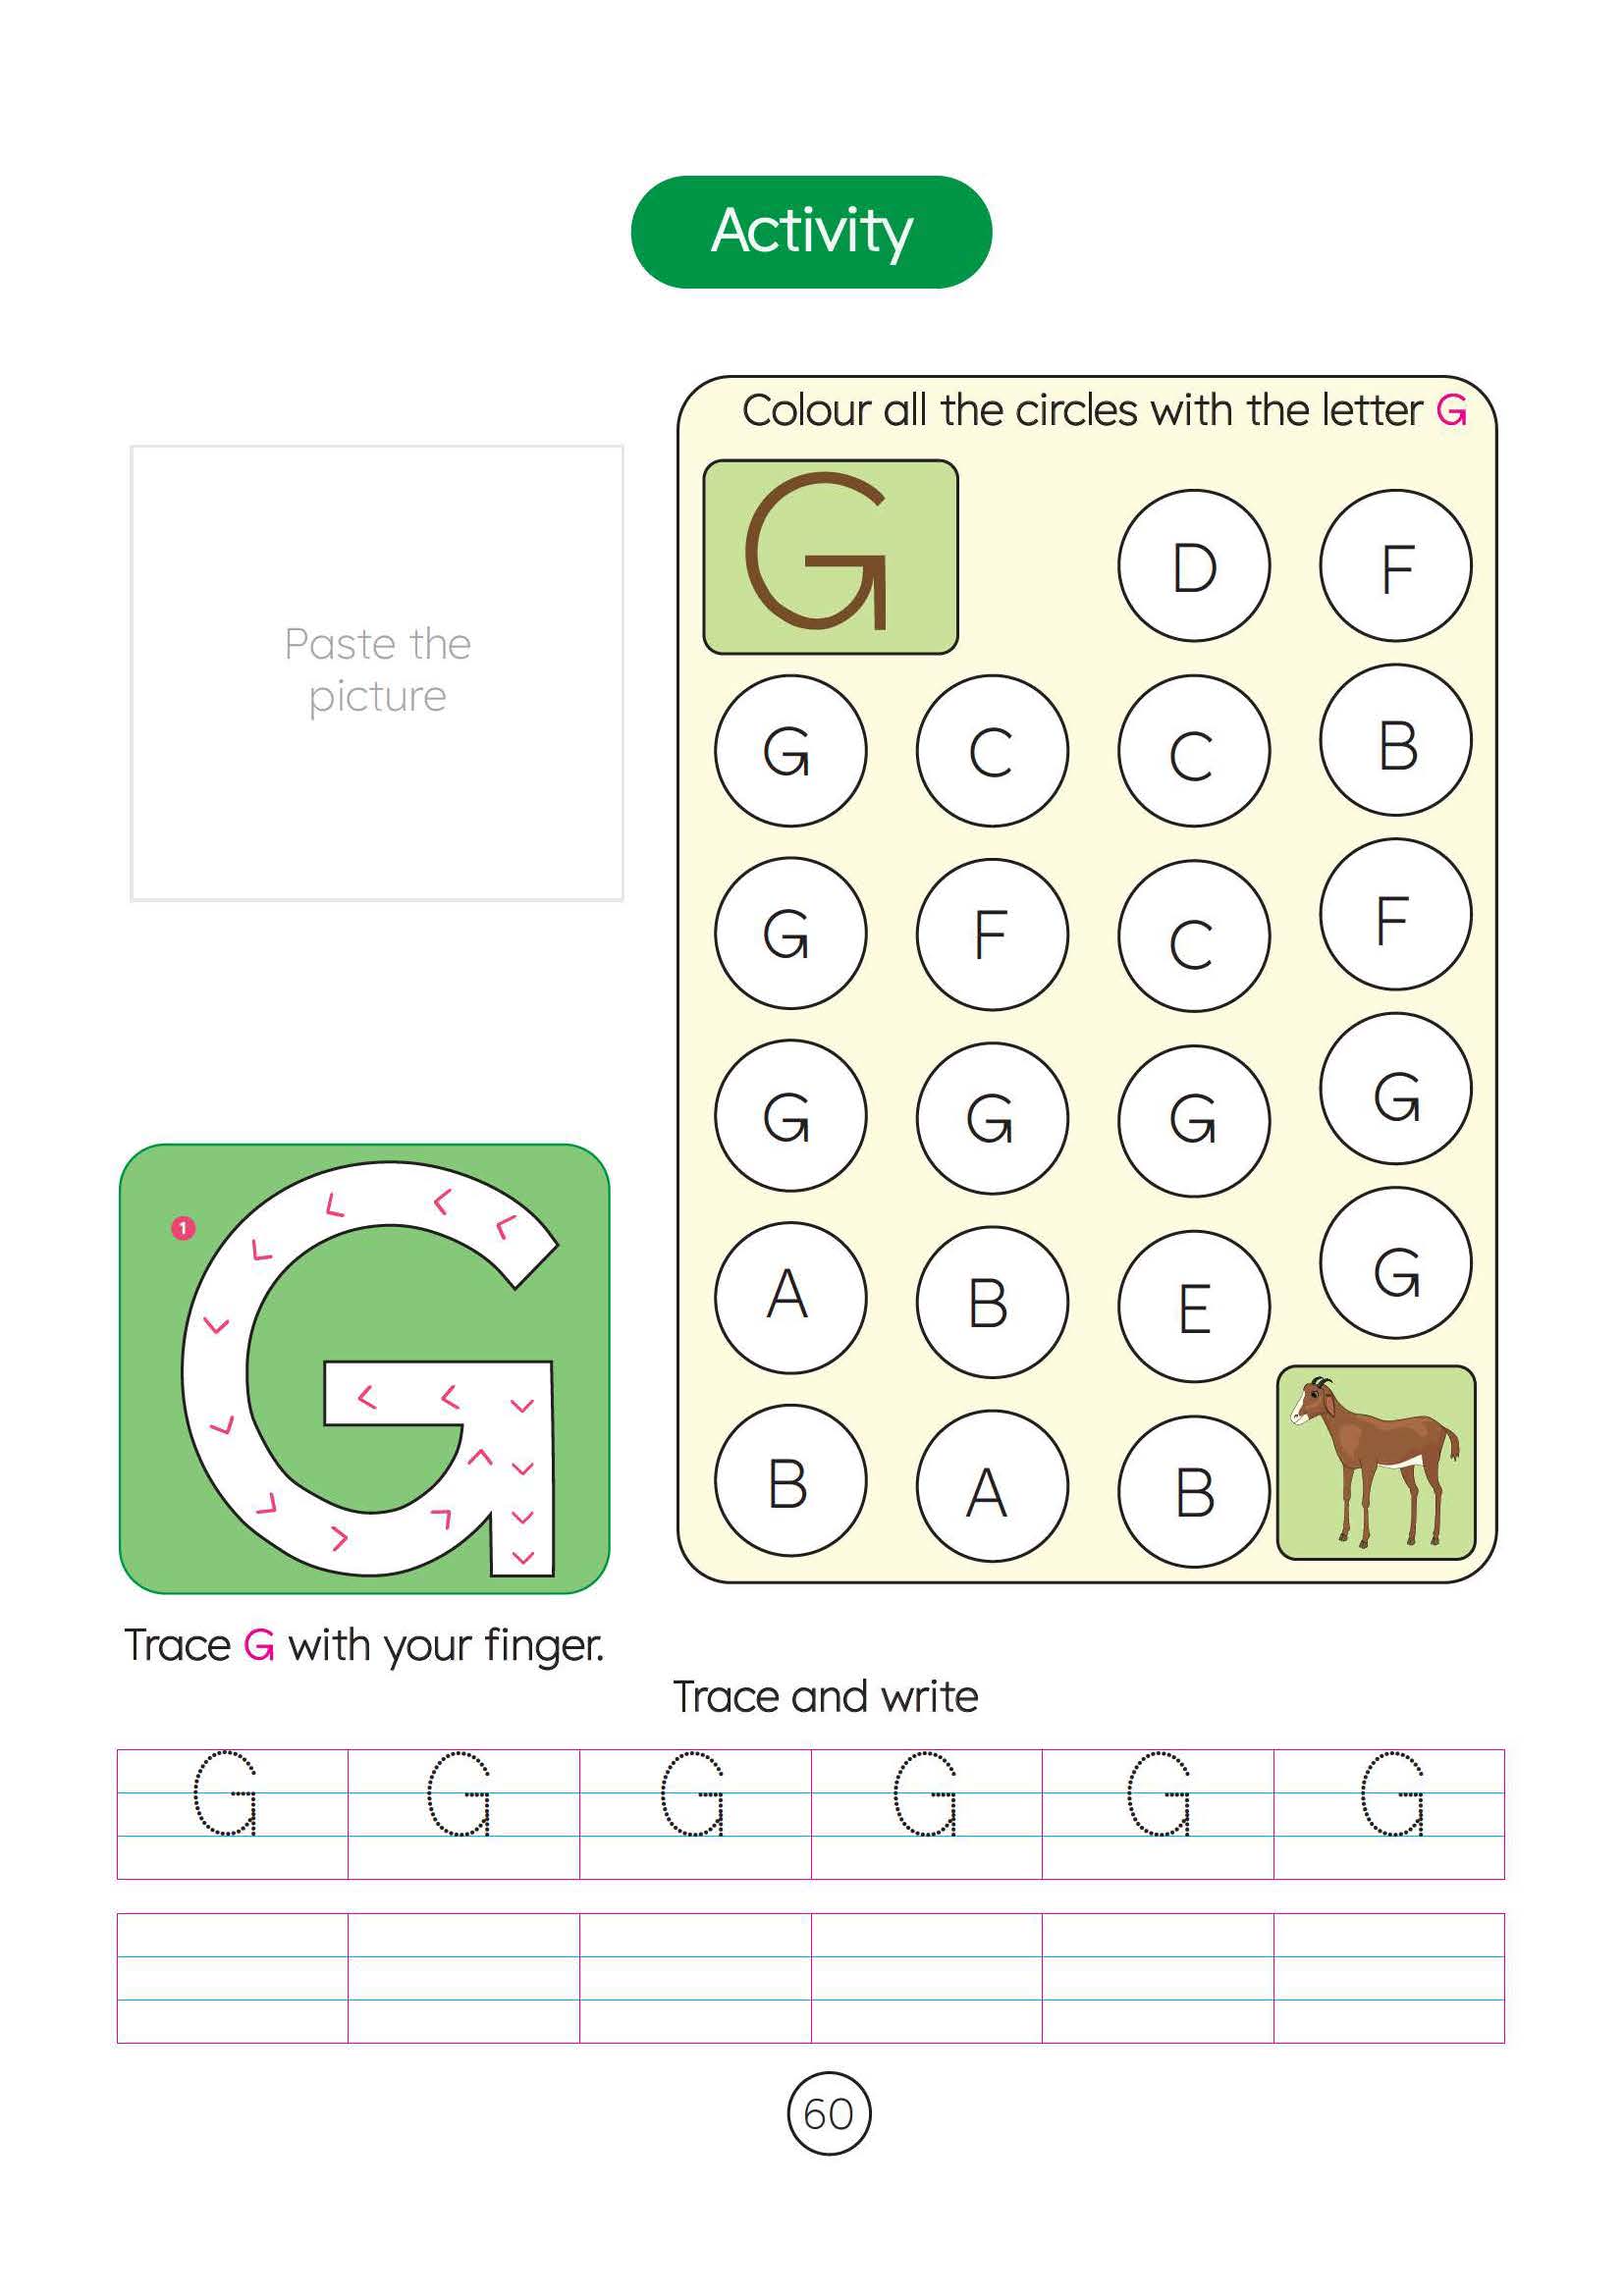 Activity
Colour all the circles with the letter G
Paste the
picture
G
D F
G C C B
G F C F
G G G G
A B E G
B A B
1
Trace G with your finger.
Trace and write
G G G G G G
60